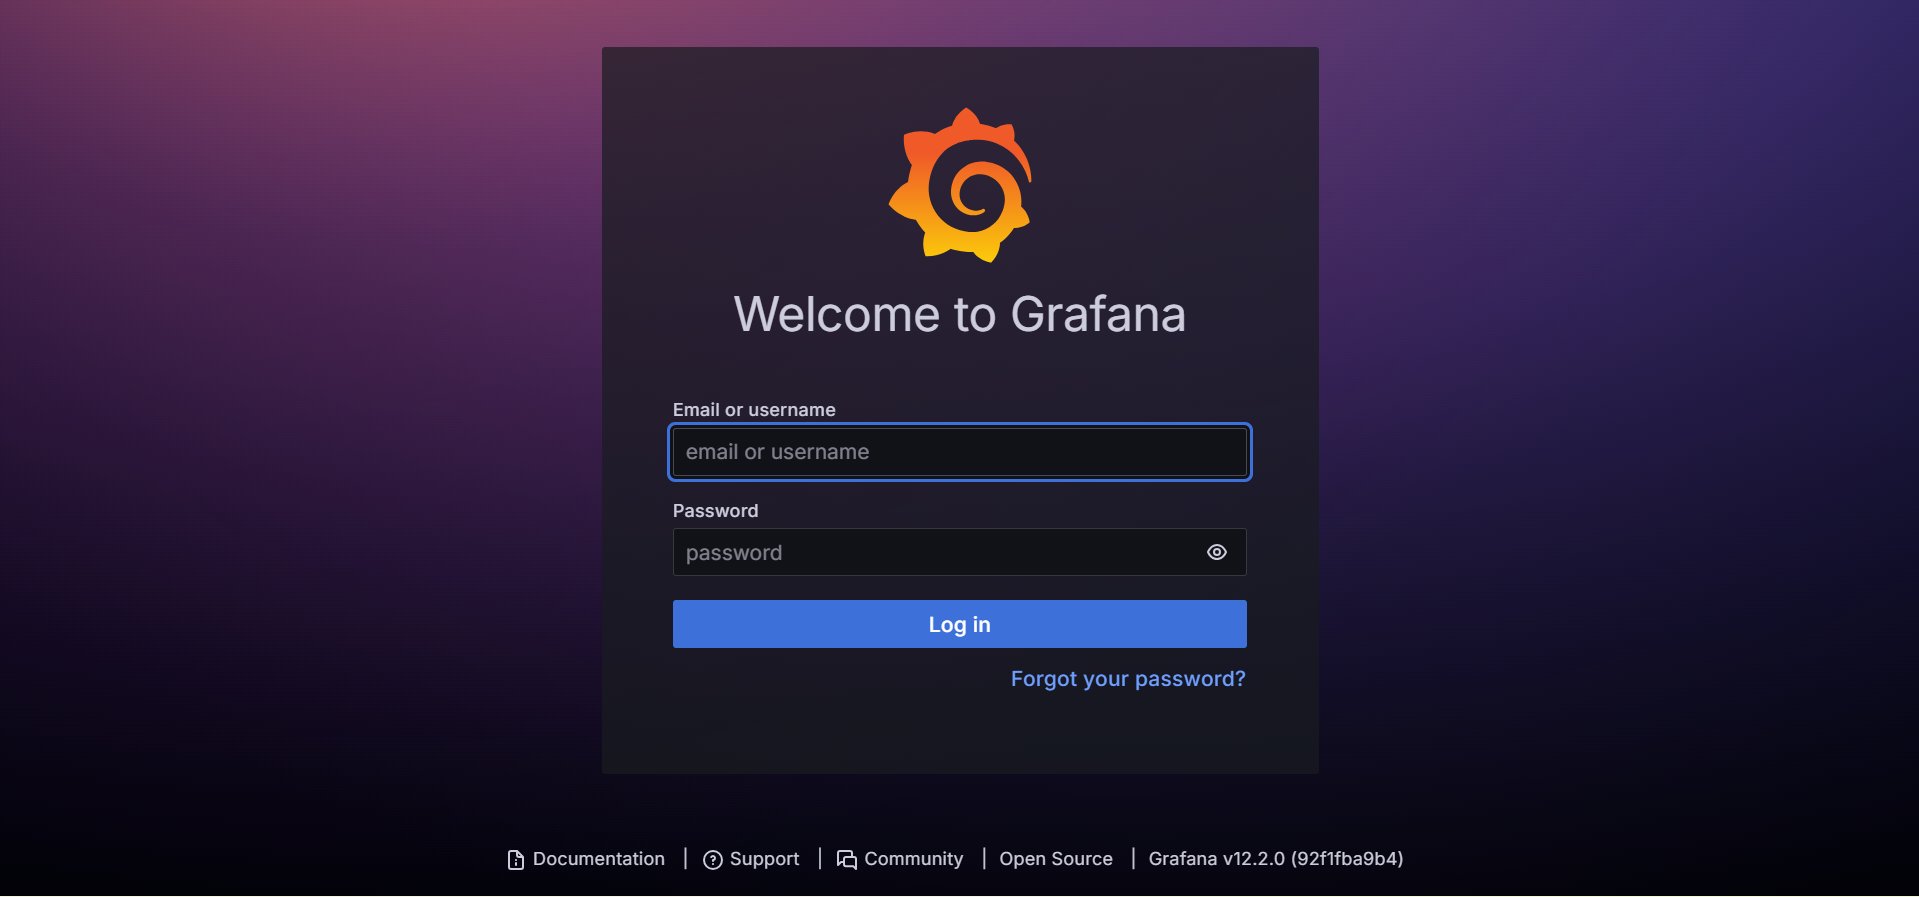 Welcome to Grafana
Email or username
email or username
Password
password
Log in
Forgot your password?
Documentation | Support | Community | Open Source | Grafana v12.2.0 (92f1fba9b4)